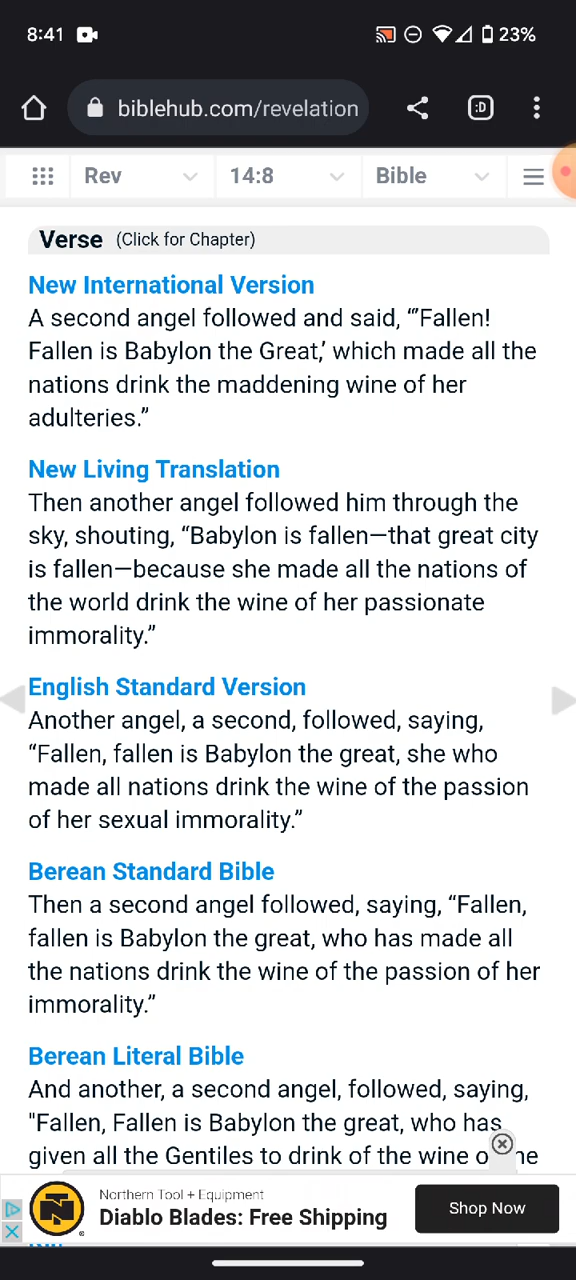 8:41
23%
biblehub.com/revelation
:D
Rev
14:8
Bible
Verse (Click for Chapter)
New International Version
A second angel followed and said, “‘Fallen!
Fallen is Babylon the Great,’ which made all the
nations drink the maddening wine of her
adulteries.”
New Living Translation
Then another angel followed him through the
sky, shouting, “Babylon is fallen—that great city
is fallen—because she made all the nations of
the world drink the wine of her passionate
immorality.”
English Standard Version
Another angel, a second, followed, saying,
“Fallen, fallen is Babylon the great, she who
made all nations drink the wine of the passion
of her sexual immorality.”
Berean Standard Bible
Then a second angel followed, saying, “Fallen,
fallen is Babylon the great, who has made all
the nations drink the wine of the passion of her
immorality.”
Berean Literal Bible
And another, a second angel, followed, saying,
"Fallen, Fallen is Babylon the great, who has
given all the Gentiles to drink of the wine
Northern Tool + Equipment
Diablo Blades: Free Shipping
Shop Now